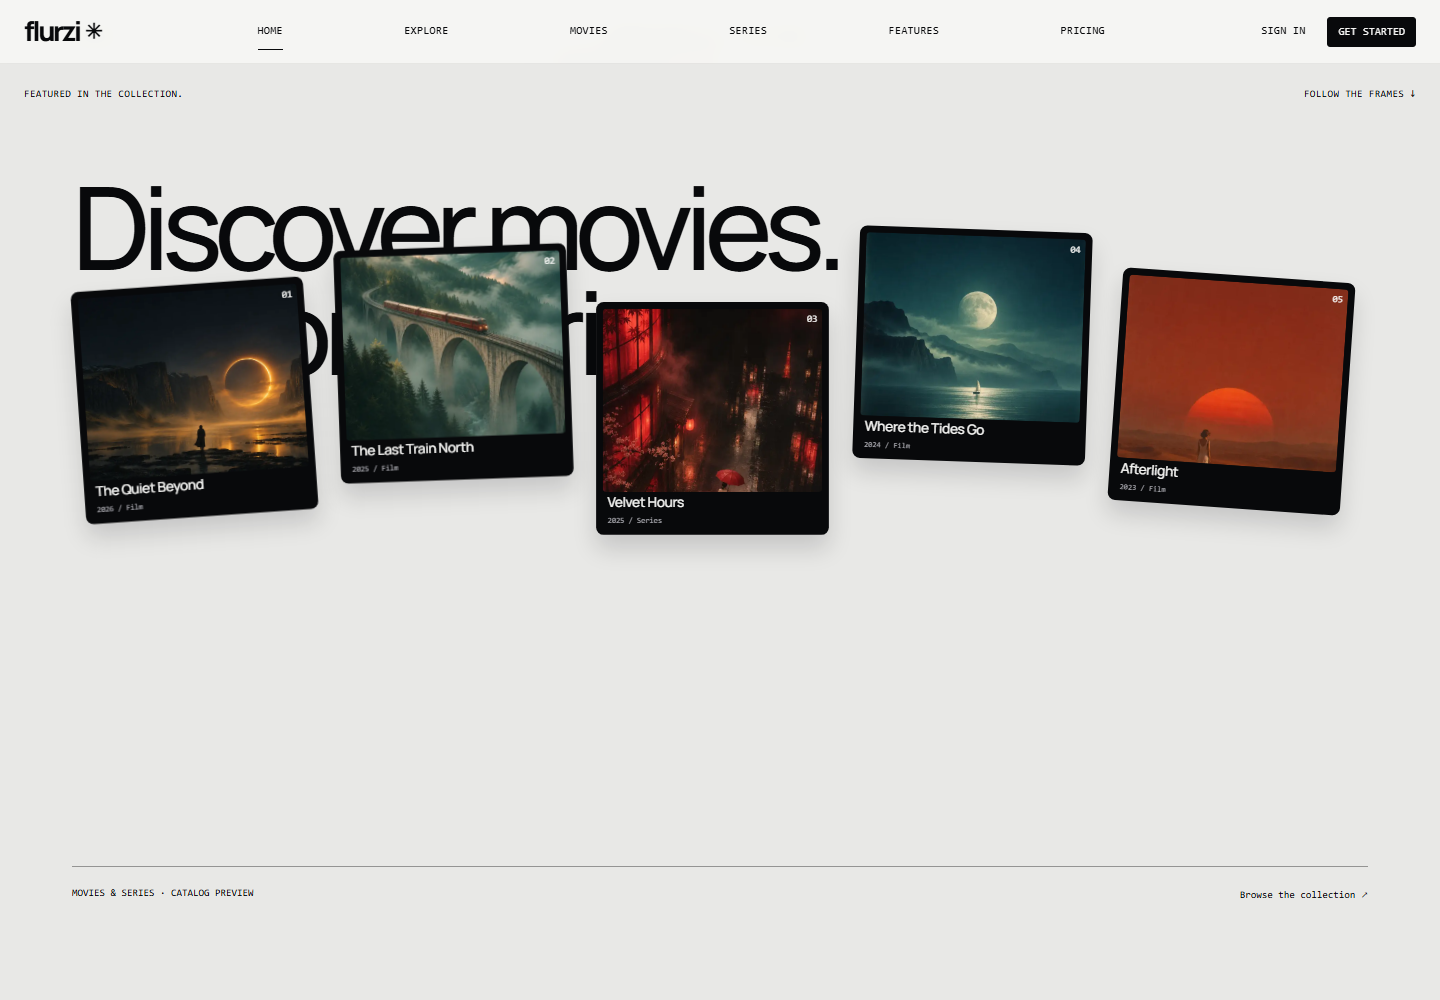 flurzi
HOME
EXPLORE
MOVIES
SERIES
FEATURES
PRICING
SIGN IN
GET STARTED
FEATURED IN THE COLLECTION.
FOLLOW THE FRAMES ↓
Discover movies.
01
The Quiet Beyond
2026 / Film
02
The Last Train North
2025 / Film
03
Velvet Hours
2025 / Series
04
Where the Tides Go
2024 / Film
05
Afterlight
2023 / Film
MOVIES & SERIES · CATALOG PREVIEW
Browse the collection ↗